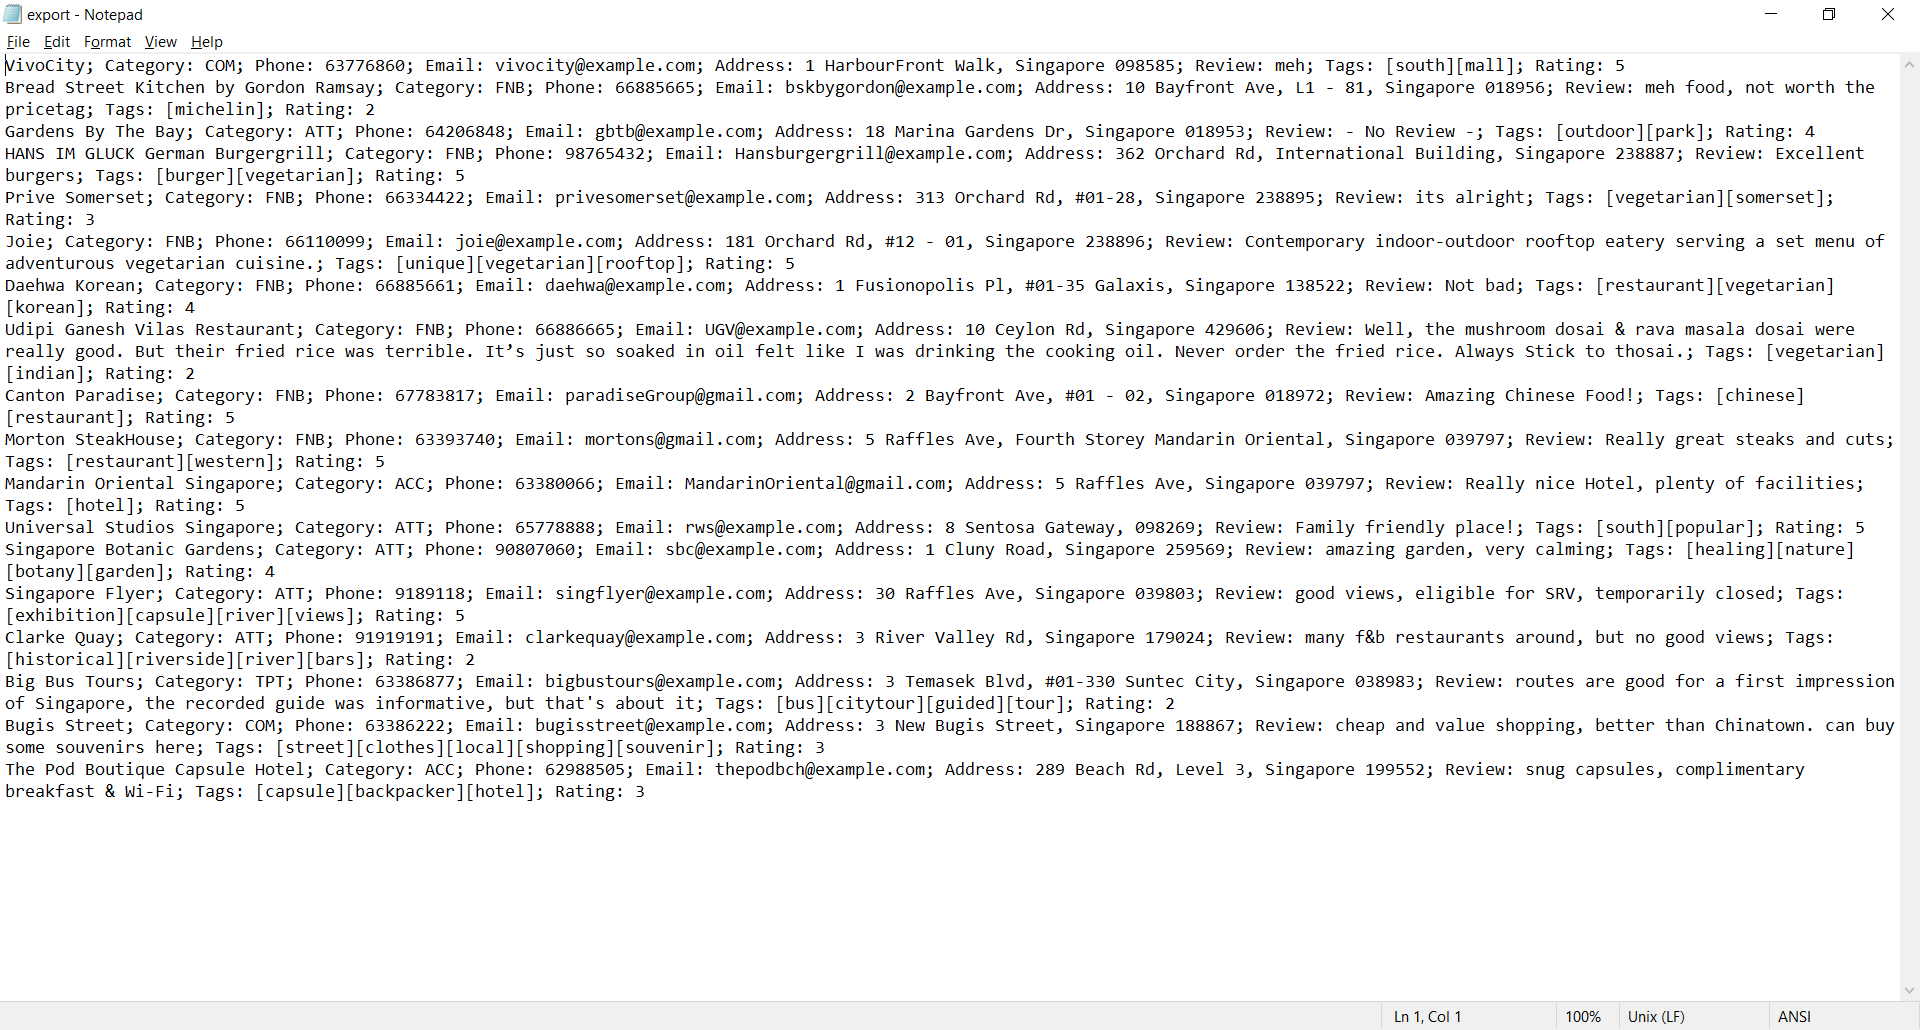 export - Notepad
File Edit Format View Help
VivoCity; Category: COM; Phone: 63776860; Email: vivocity@example.com; Address: 1 HarbourFront Walk, Singapore 098585; Review: meh; Tags: [south][mall]; Rating: 5
Bread Street Kitchen by Gordon Ramsay; Category: FNB; Phone: 66885665; Email: bskbygordon@example.com; Address: 10 Bayfront Ave, L1 - 81, Singapore 018956; Review: meh food, not worth the
pricetag; Tags: [michelin]; Rating: 2
Gardens By The Bay; Category: ATT; Phone: 64206848; Email: gbtb@example.com; Address: 18 Marina Gardens Dr, Singapore 018953; Review: - No Review -; Tags: [outdoor][park]; Rating: 4
HANS IM GLUCK German Burgergrill; Category: FNB; Phone: 98765432; Email: Hansburgergrill@example.com; Address: 362 Orchard Rd, International Building, Singapore 238887; Review: Excellent
burgers; Tags: [burger][vegetarian]; Rating: 5
Prive Somerset; Category: FNB; Phone: 66334422; Email: privesomerset@example.com; Address: 313 Orchard Rd, #01-28, Singapore 238895; Review: its alright; Tags: [vegetarian][somerset];
Rating: 3
Joie; Category: FNB; Phone: 66110099; Email: joie@example.com; Address: 181 Orchard Rd, #12 - 01, Singapore 238896; Review: Contemporary indoor-outdoor rooftop eatery serving a set menu of
adventurous vegetarian cuisine.; Tags: [unique][vegetarian][rooftop]; Rating: 5
Daehwa Korean; Category: FNB; Phone: 66885661; Email: daehwa@example.com; Address: 1 Fusionopolis Pl, #01-35 Galaxis, Singapore 138522; Review: Not bad; Tags: [restaurant][vegetarian]
[korean]; Rating: 4
Udipi Ganesh Vilas Restaurant; Category: FNB; Phone: 66886665; Email: UGV@example.com; Address: 10 Ceylon Rd, Singapore 429606; Review: Well, the mushroom dosai & rava masala dosai were
really good. But their fried rice was terrible. It’s just so soaked in oil felt like I was drinking the cooking oil. Never order the fried rice. Always Stick to thosai.; Tags: [vegetarian]
[indian]; Rating: 2
Canton Paradise; Category: FNB; Phone: 67783817; Email: paradiseGroup@gmail.com; Address: 2 Bayfront Ave, #01 - 02, Singapore 018972; Review: Amazing Chinese Food!; Tags: [chinese]
[restaurant]; Rating: 5
Morton SteakHouse; Category: FNB; Phone: 63393740; Email: mortons@gmail.com; Address: 5 Raffles Ave, Fourth Storey Mandarin Oriental, Singapore 039797; Review: Really great steaks and cuts;
Tags: [restaurant][western]; Rating: 5
Mandarin Oriental Singapore; Category: ACC; Phone: 63380066; Email: MandarinOriental@gmail.com; Address: 5 Raffles Ave, Singapore 039797; Review: Really nice Hotel, plenty of facilities;
Tags: [hotel]; Rating: 5
Universal Studios Singapore; Category: ATT; Phone: 65778888; Email: rws@example.com; Address: 8 Sentosa Gateway, 098269; Review: Family friendly place!; Tags: [south][popular]; Rating: 5
Singapore Botanic Gardens; Category: ATT; Phone: 90807060; Email: sbc@example.com; Address: 1 Cluny Road, Singapore 259569; Review: amazing garden, very calming; Tags: [healing][nature]
[botany][garden]; Rating: 4
Singapore Flyer; Category: ATT; Phone: 9189118; Email: singflyer@example.com; Address: 30 Raffles Ave, Singapore 039803; Review: good views, eligible for SRV, temporarily closed; Tags:
[exhibition][capsule][river][views]; Rating: 5
Clarke Quay; Category: ATT; Phone: 91919191; Email: clarkequay@example.com; Address: 3 River Valley Rd, Singapore 179024; Review: many f&b restaurants around, but no good views; Tags:
[historical][riverside][river][bars]; Rating: 2
Big Bus Tours; Category: TPT; Phone: 63386877; Email: bigbustours@example.com; Address: 3 Temasek Blvd, #01-330 Suntec City, Singapore 038983; Review: routes are good for a first impression
of Singapore, the recorded guide was informative, but that's about it; Tags: [bus][citytour][guided][tour]; Rating: 2
Bugis Street; Category: COM; Phone: 63386222; Email: bugisstreet@example.com; Address: 3 New Bugis Street, Singapore 188867; Review: cheap and value shopping, better than Chinatown. can buy
some souvenirs here; Tags: [street][clothes][local][shopping][souvenir]; Rating: 3
The Pod Boutique Capsule Hotel; Category: ACC; Phone: 62988505; Email: thepodbch@example.com; Address: 289 Beach Rd, Level 3, Singapore 199552; Review: snug capsules, complimentary
breakfast & Wi-Fi; Tags: [capsule][backpacker][hotel]; Rating: 3
Ln 1, Col 1 100% Unix (LF) ANSI